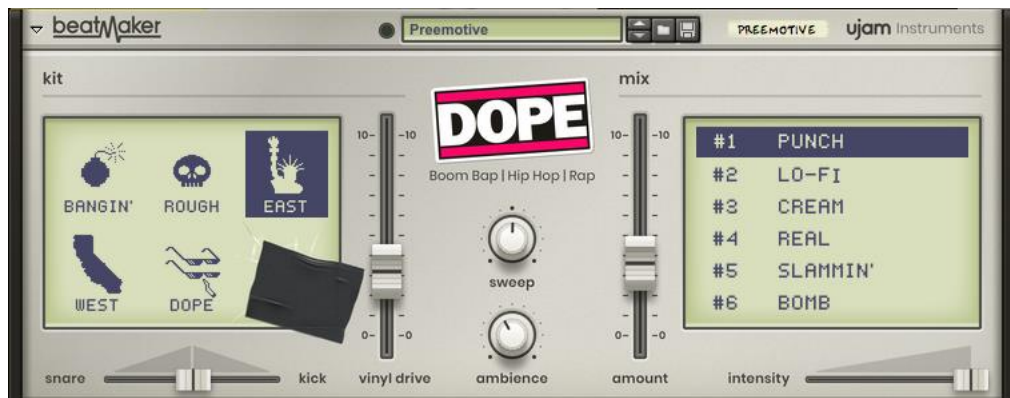 beatMaker
Preemotive
PREEMOTIVE
ujam Instruments
kit
mix
10- -10
DOPE
10- -10
Boom Bap | Hip Hop | Rap
BANGIN'
ROUGH
EAST
WEST
DOPE
sweep
#1 PUNCH
#2 LO-FI
#3 CREAM
#4 REAL
#5 SLAMMIN'
#6 BOMB
0- -0
0- -0
snare
kick
vinyl drive
ambience
amount
intensity